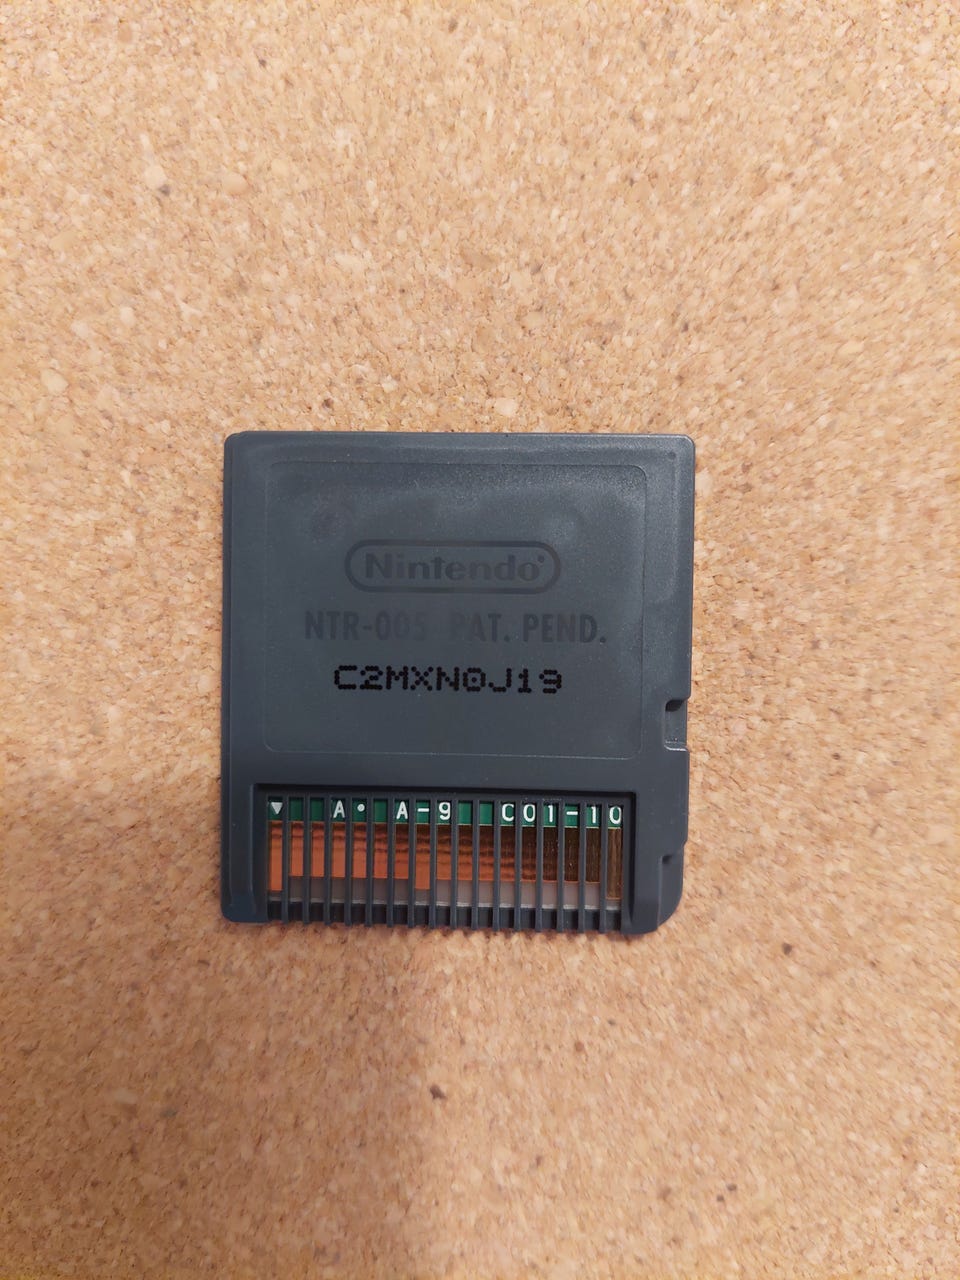 Nintendo
NTR-005 PAT. PEND.
C2MXN0J19
▼ A• A-9 C01-10